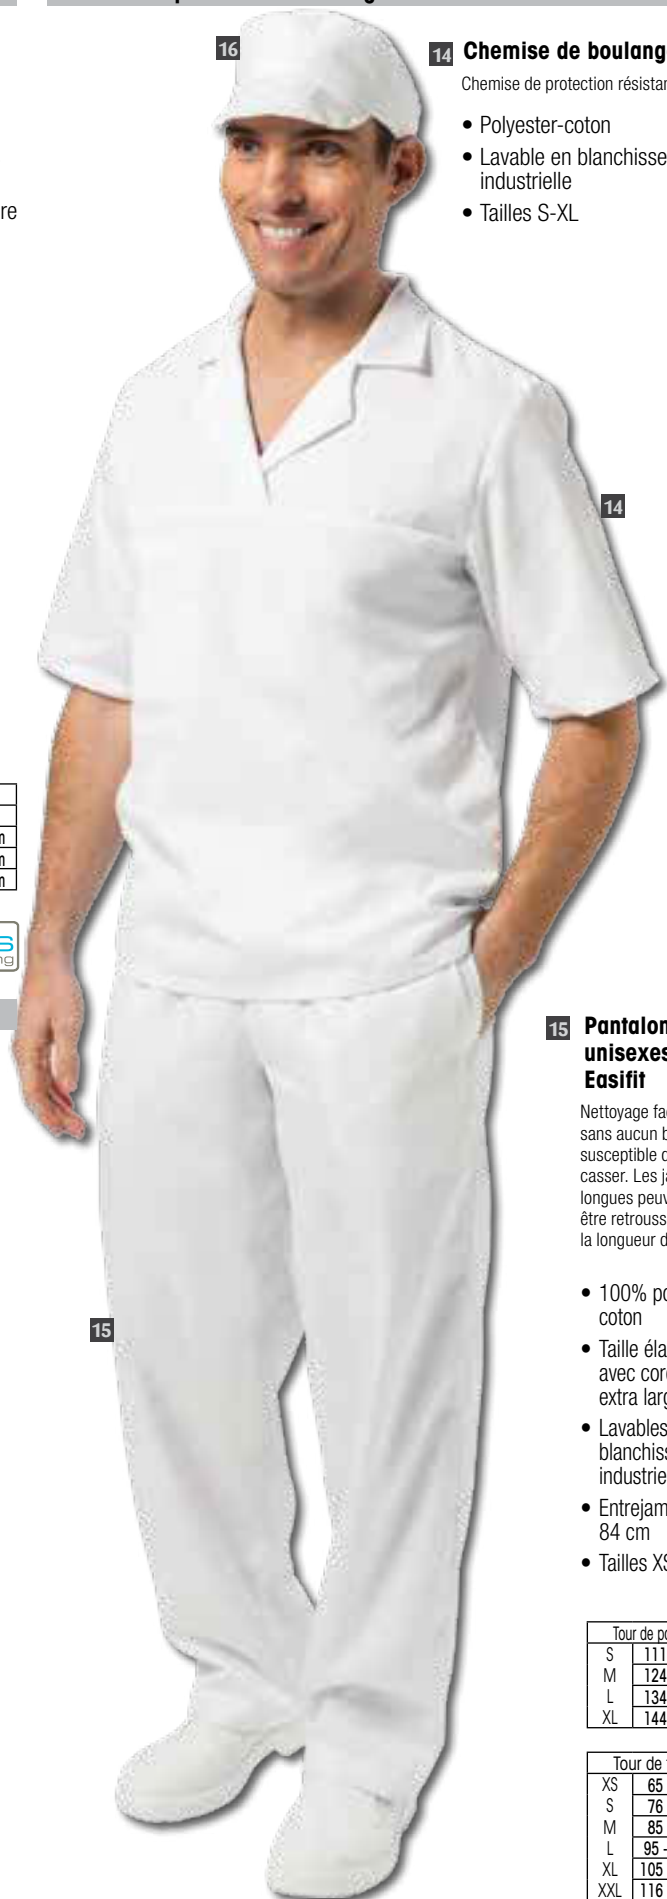 16
14 Chemise de boulang
Chemise de protection résistan
• Polyester-coton
• Lavable en blanchisse
industrielle
• Tailles S-XL
re
14
15 Pantalon
unisexes
Easifit
Nettoyage fac
sans aucun b
susceptible d
casser. Les ja
longues peuv
être retrouss
la longueur d
• 100% po
coton
• Taille éla
avec cord
extra larg
• Lavables
blanchiss
industrie
• Entrejam
84 cm
• Tailles XS
15
Tour de po
S 111
M 124
L 134
XL 144
Tour de t
XS 65
S 76
M 85
L 95 -
XL 105
XXL 116